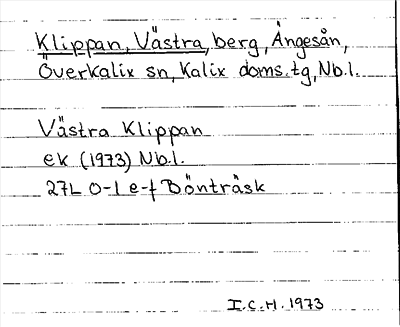 Klippan, Västra, berg, Ängesån,
Överkalix sn, Kalix doms.tg, Nb.l.
Västra Klippan
ek (1973) Nb.l.
27L 0-1 e-f Bönträsk
I.C.H. 1973